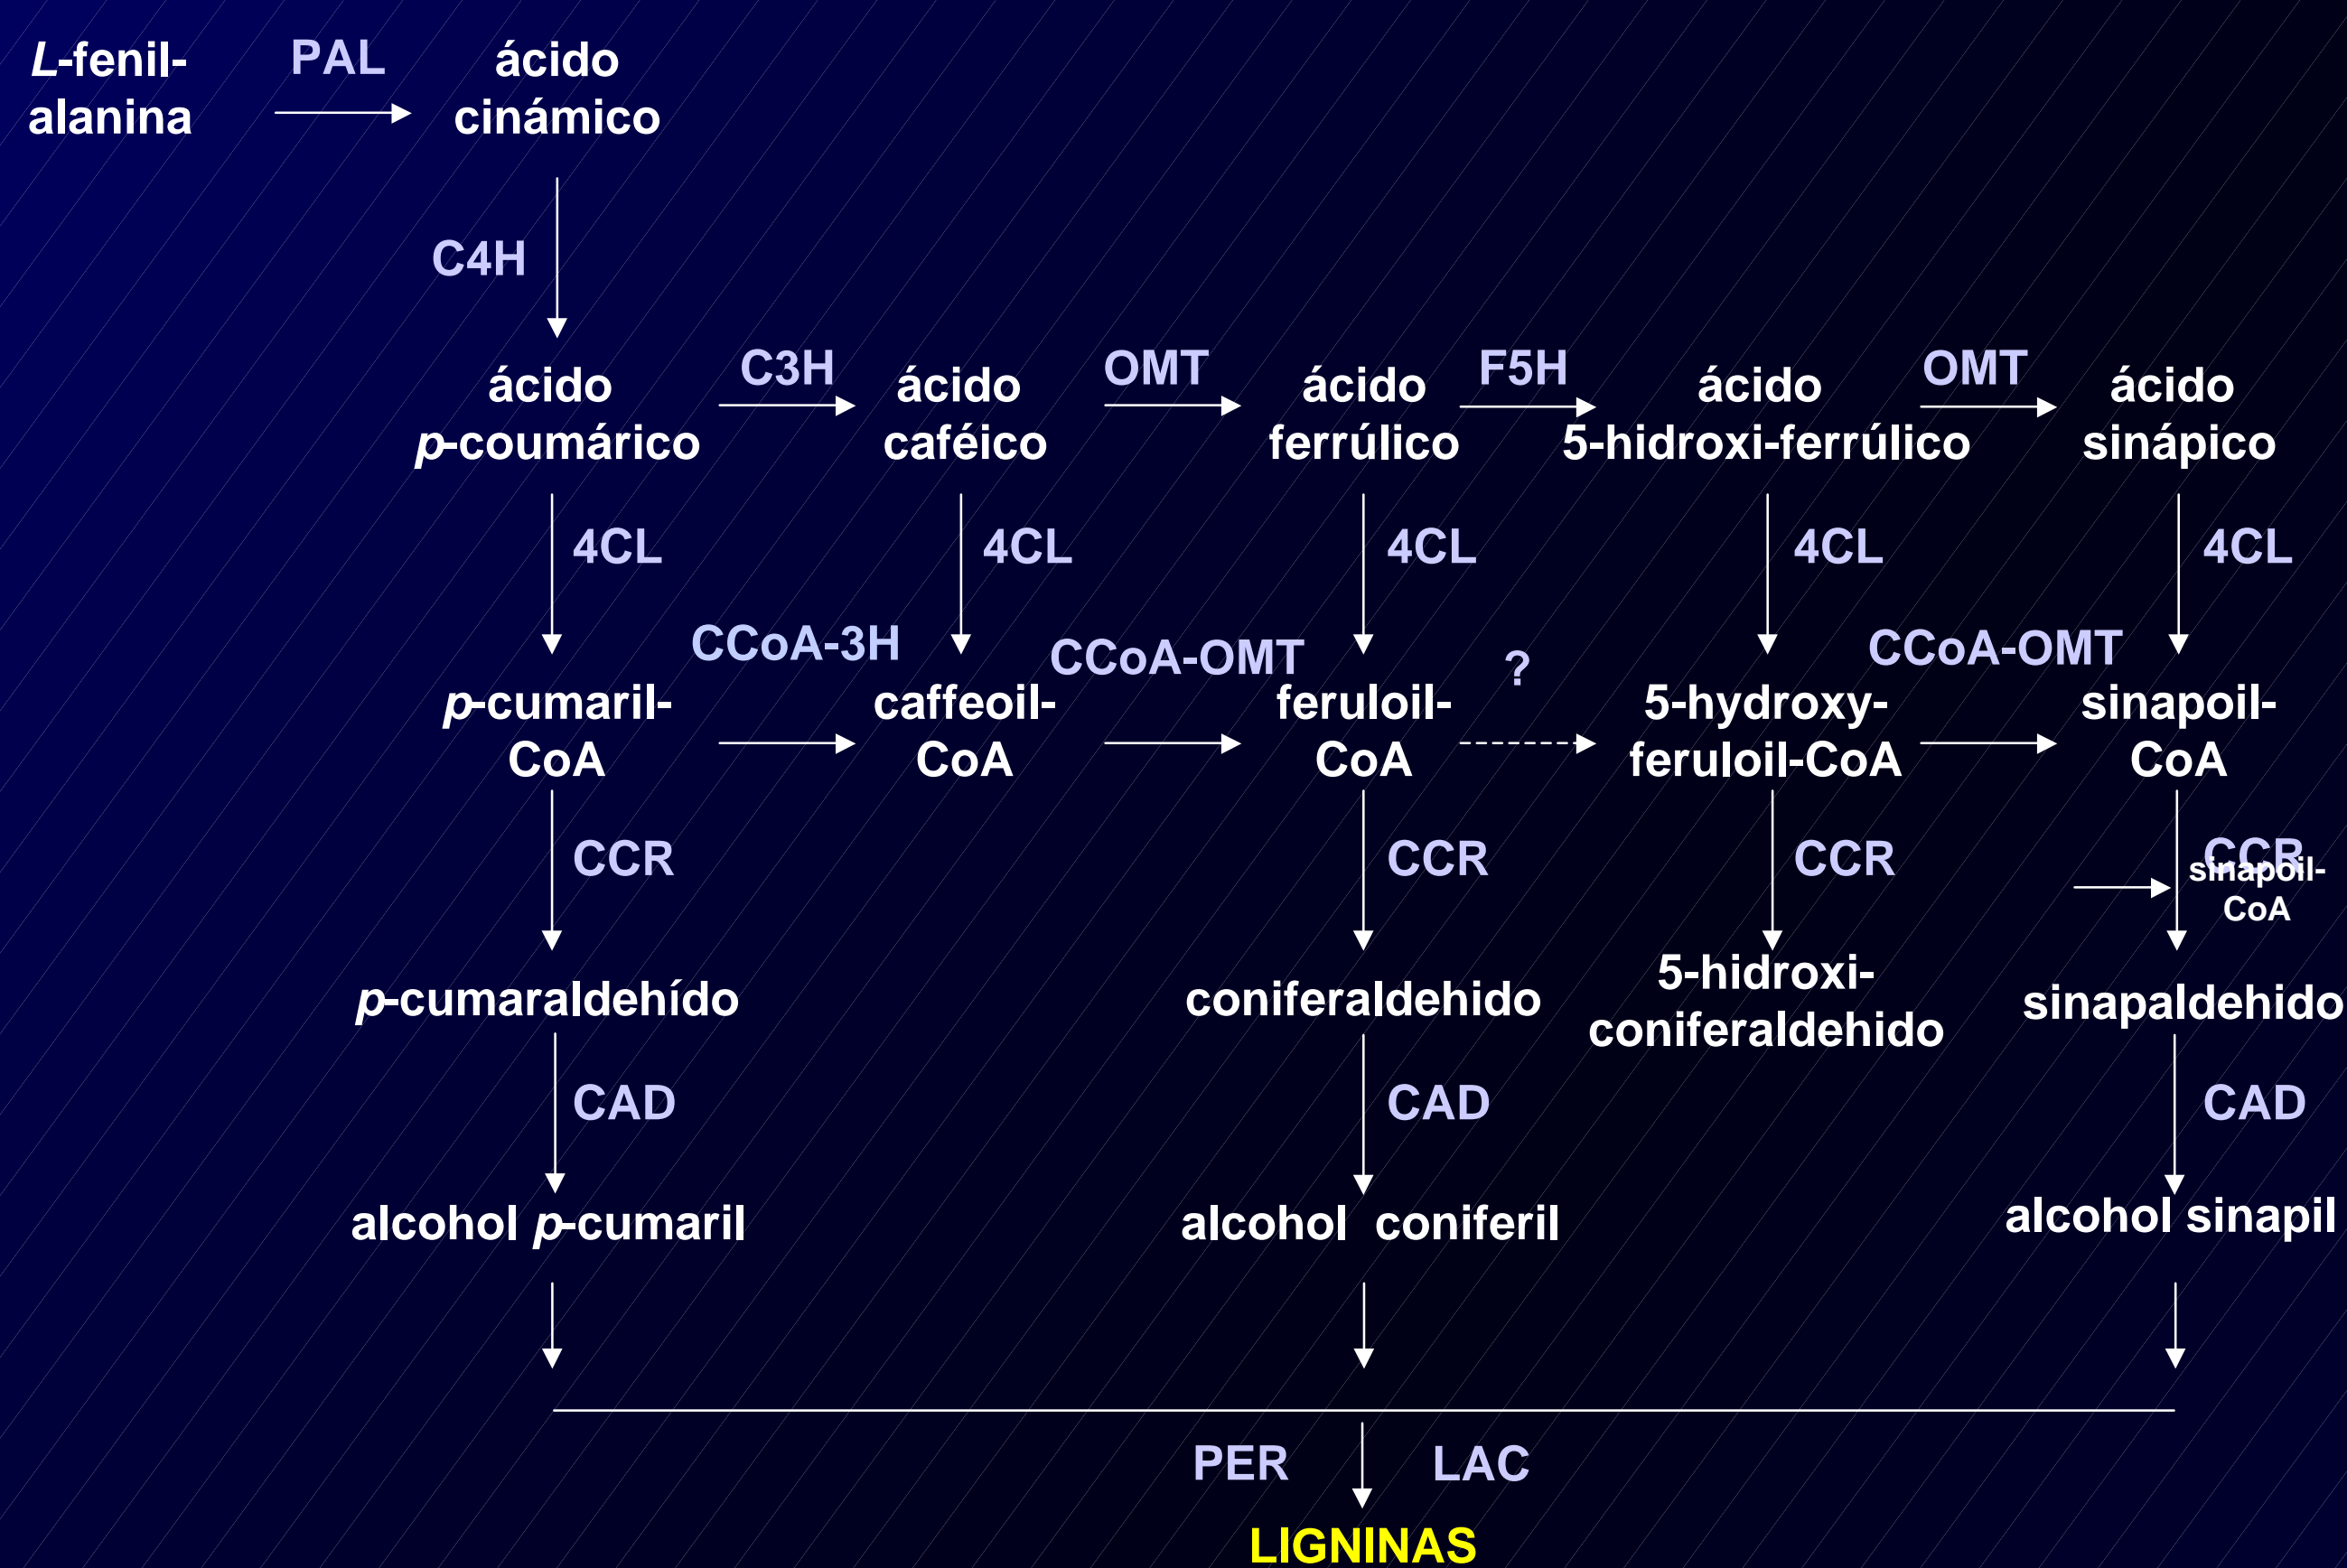 L-fenil-
alanina
PAL
ácido
cinámico
C4H
ácido
p-coumárico
C3H
ácido
caféico
OMT
ácido
ferrúlico
F5H
ácido
5-hidroxi-ferrúlico
OMT
ácido
sinápico
4CL
4CL
4CL
4CL
4CL
p-cumaril-
CoA
CCoA-3H
caffeoil-
CoA
CCoA-OMT
feruloil-
CoA
?
5-hydroxy-
feruloil-CoA
CCoA-OMT
sinapoil-
CoA
CCR
CCR
CCR
CCR
sinapoil-
CoA
p-cumaraldehído
coniferaldehido
5-hidroxi-
coniferaldehido
sinapaldehido
CAD
CAD
CAD
alcohol p-cumaril
alcohol coniferil
alcohol sinapil
PER
LAC
LIGNINAS